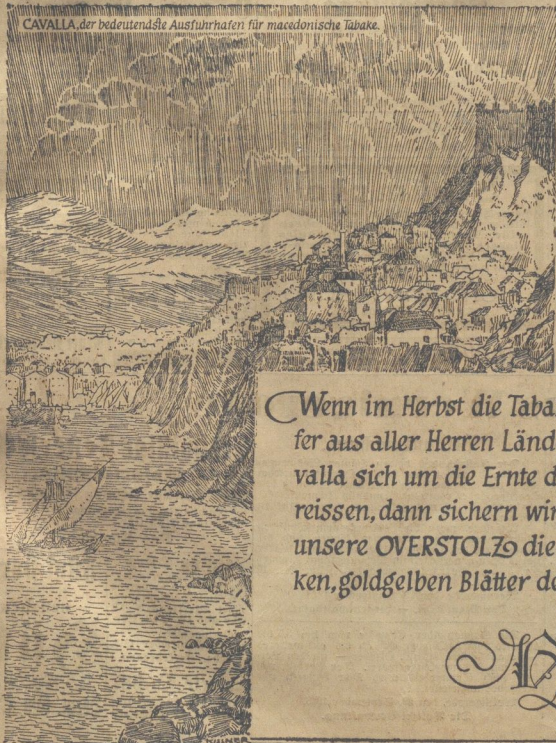 CAVALLA, der bedeutendste Ausfuhrhafen für macedonische Tabake.
Wenn im Herbst die Taba
fer aus aller Herren Länd
valla sich um die Ernte d
reissen, dann sichern wir
unsere OVERSTOLZ die
ken, goldgelben Blätter de